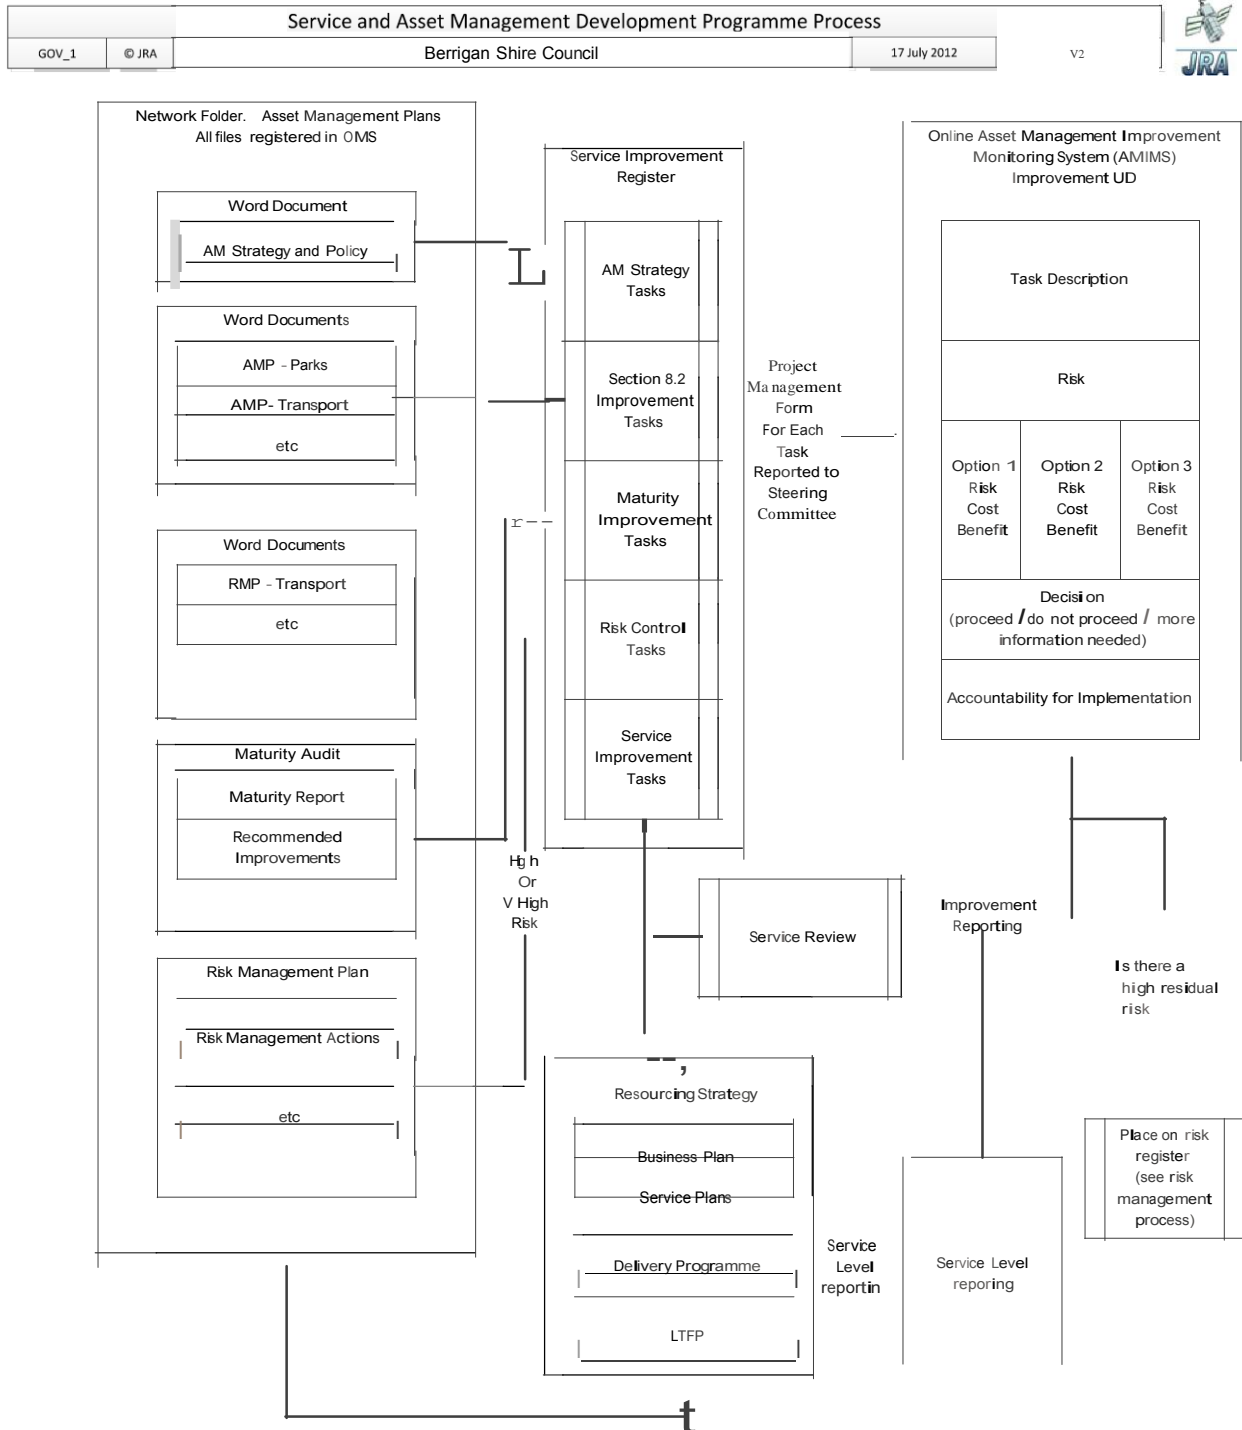 Service and Asset Management Development Programme Process
GOV_1
© JRA
Berrigan Shire Council
17 July 2012
V2
JRA
Network Folder. Asset Management Plans
All files registered in OMS
Word Document
AM Strategy and Policy
Word Documents
AMP - Parks
AMP- Transport
etc
Word Documents
RMP - Transport
etc
Maturity Audit
Maturity Report
Recommended
Improvements
Risk Management Plan
Risk Management Actions
etc
High
Or
V High
Risk
Service Improvement
Register
AM Strategy
Tasks
Section 8.2
Improvement
Tasks
Maturity
Improvement
Tasks
Risk Control
Tasks
Service
Improvement
Tasks
Service Review
Resourcing Strategy
Business Plan
Service Plans
Delivery Programme
LTFP
Project
Management
Form
For Each
Task
Reported to
Steering
Committee
Online Asset Management Improvement
Monitoring System (AMIMS)
Improvement UD
Task Description
Risk
Option 1
Risk
Cost
Benefit
Option 2
Risk
Cost
Benefit
Option 3
Risk
Cost
Benefit
Decision
(proceed / do not proceed / more
information needed)
Accountability for Implementation
Improvement
Reporting
Is there a
high residual
risk
Place on risk
register
(see risk
management
process)
Service
Level
reportin
Service Level
reporing